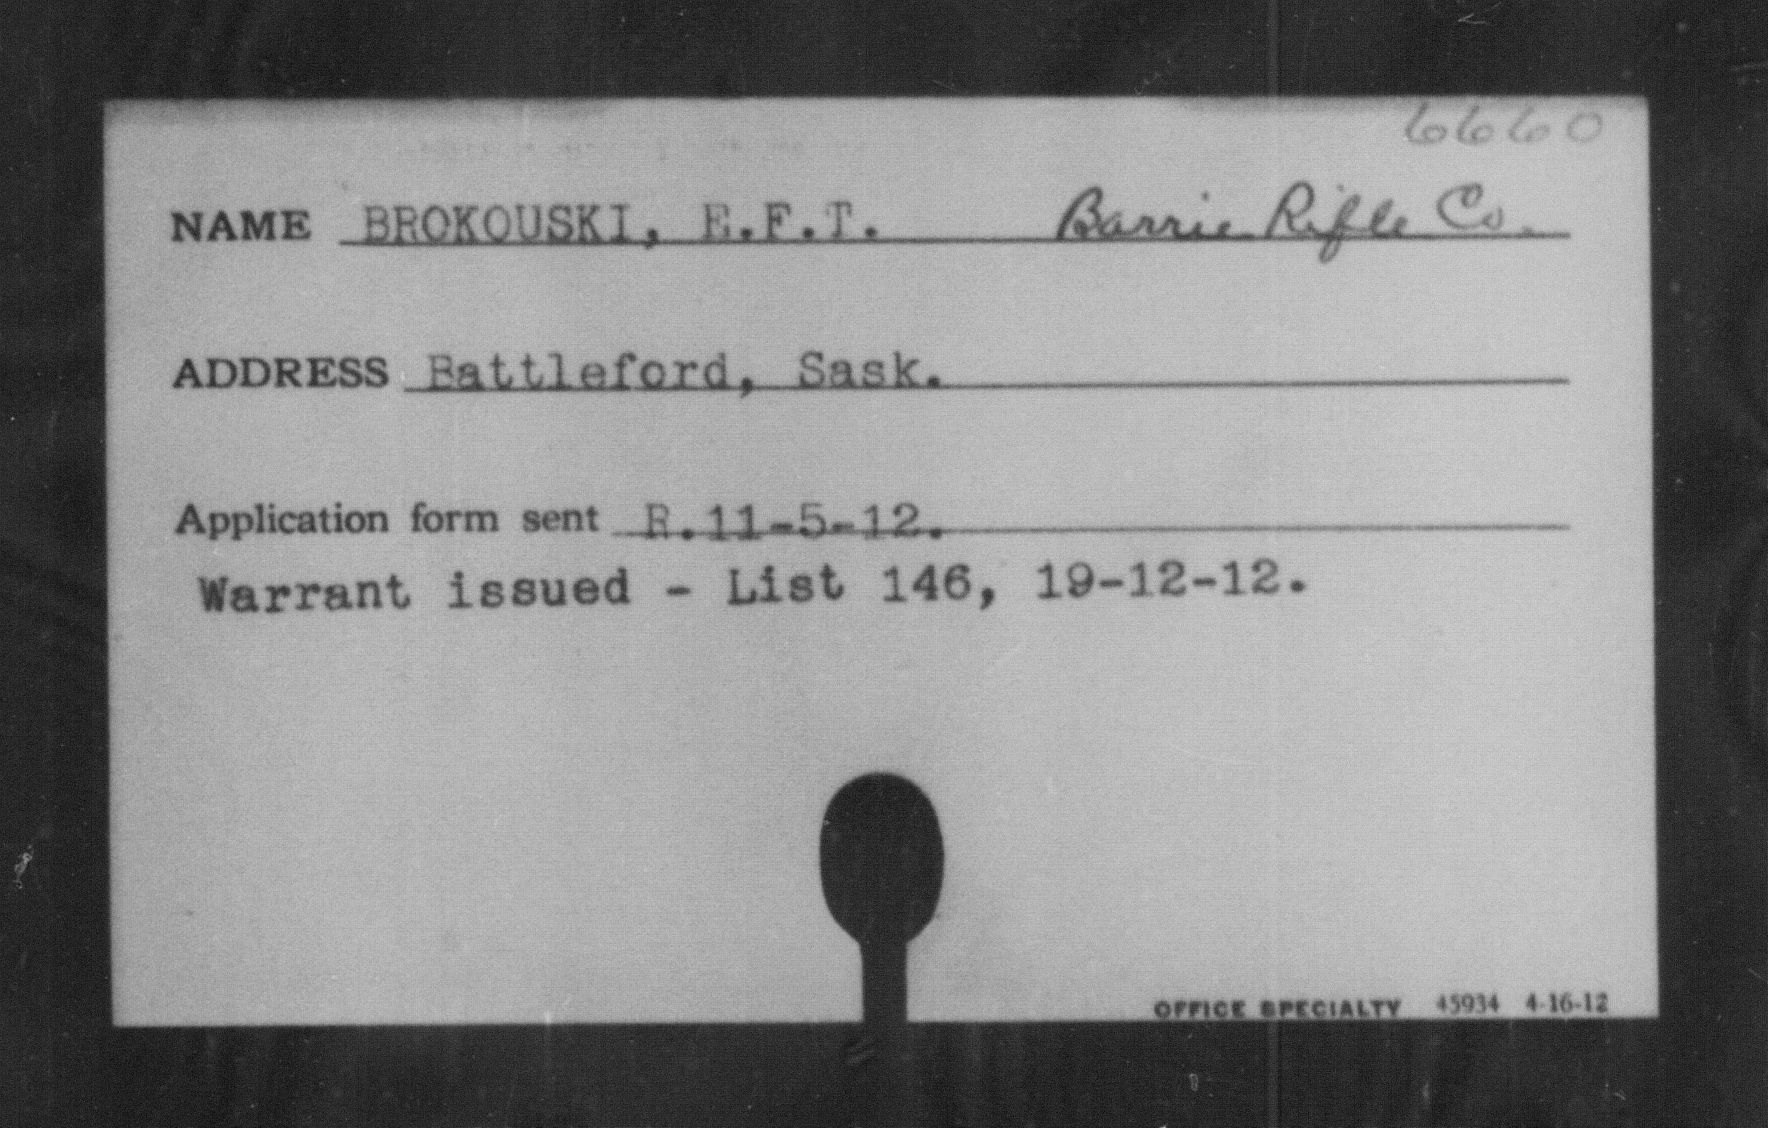 6660
NAME BROKOUSKI, E.F.T. Barrie Rifle Co.
ADDRESS Battleford, Sask.
Application form sent R.11-5-12.
Warrant issued - List 146, 19-12-12.
OFFICE SPECIALTY 45934 4-16-12